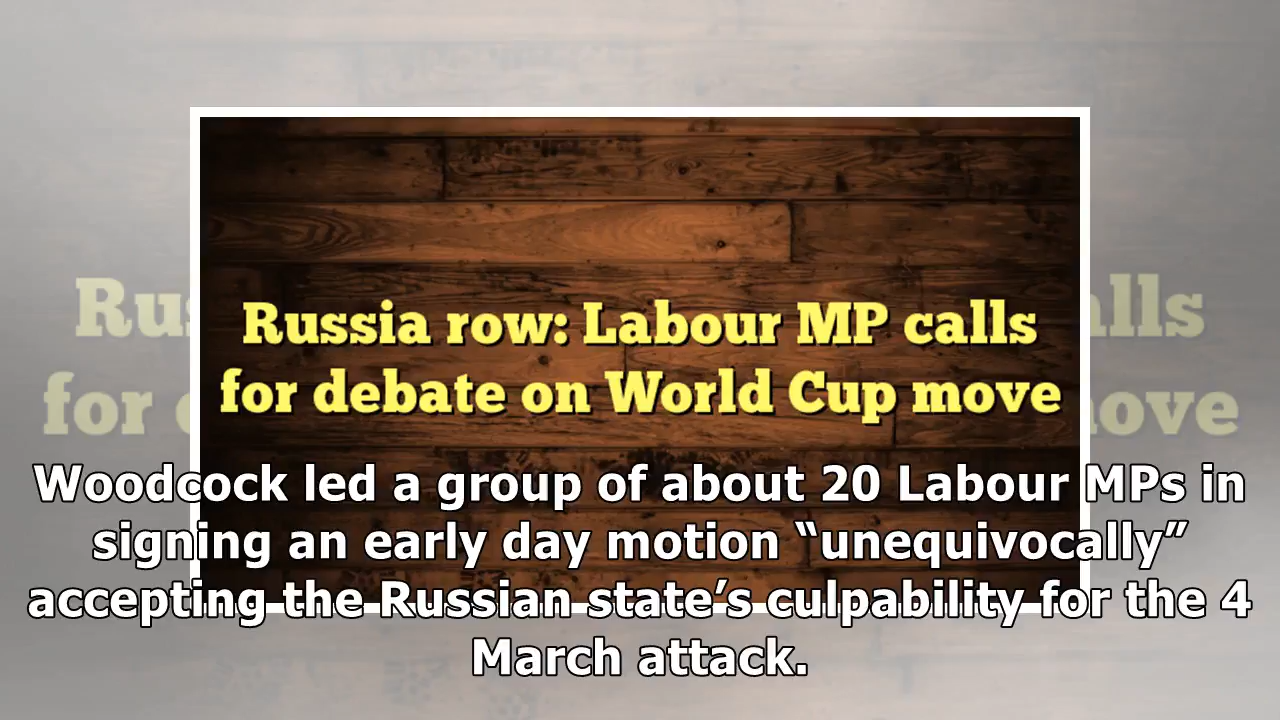 Russia row: Labour MP calls
for debate on World Cup move
Woodcock led a group of about 20 Labour MPs in
signing an early day motion “unequivocally”
accepting the Russian state’s culpability for the 4
March attack.